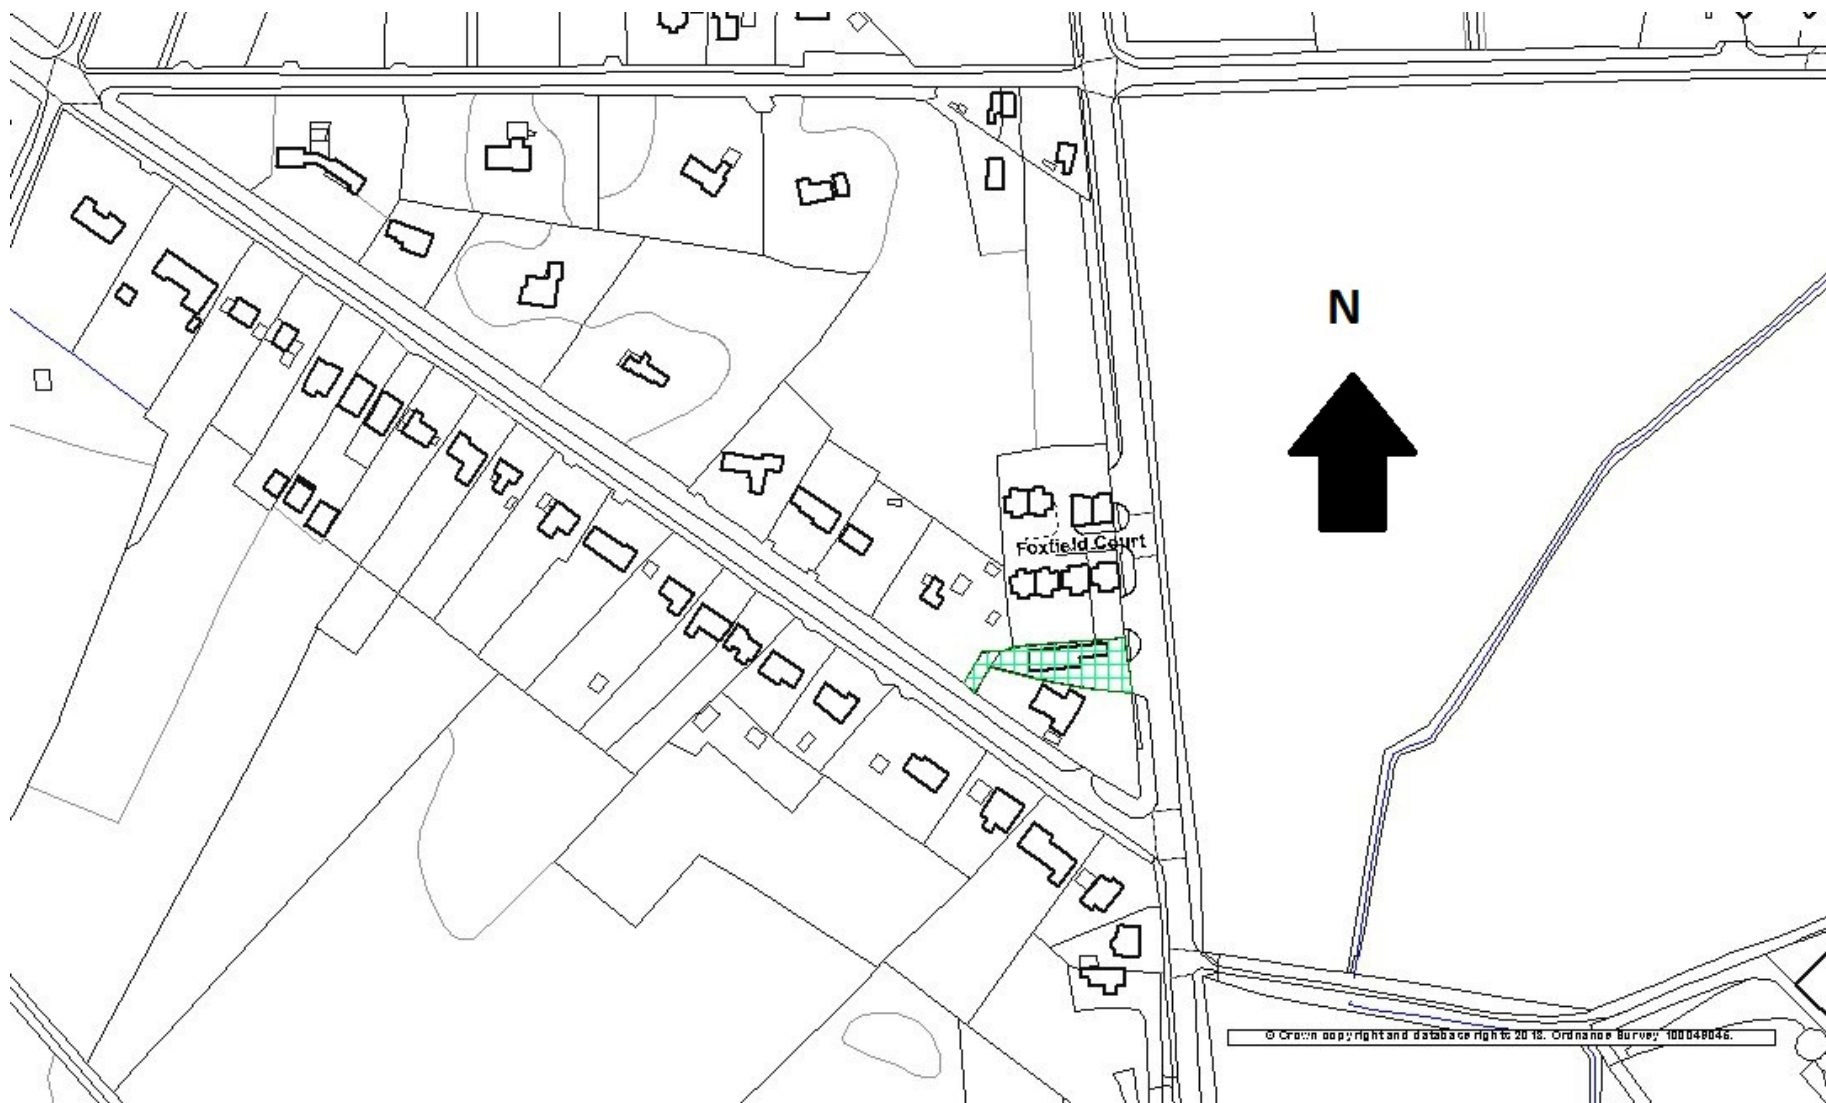 N
Foxfield Court
© Crown copyright and database rights 2018. Ordnance Survey 100049046.